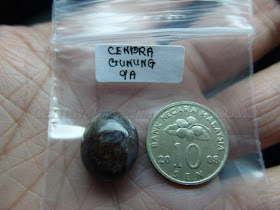 CENDRA
GUNUNG
9A
BANK NEGARA MALAYSIA
10
20 08
SEN